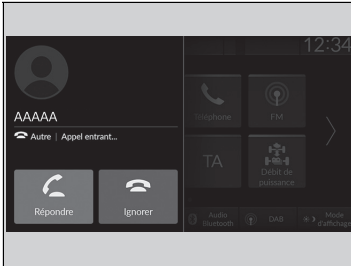 12:34
AAAAA
Autre | Appel entrant...
Répondre
Ignorer
Téléphone
FM
TA
Débit de
puissance
Audio
Bluetooth
DAB
Mode
d'affichage